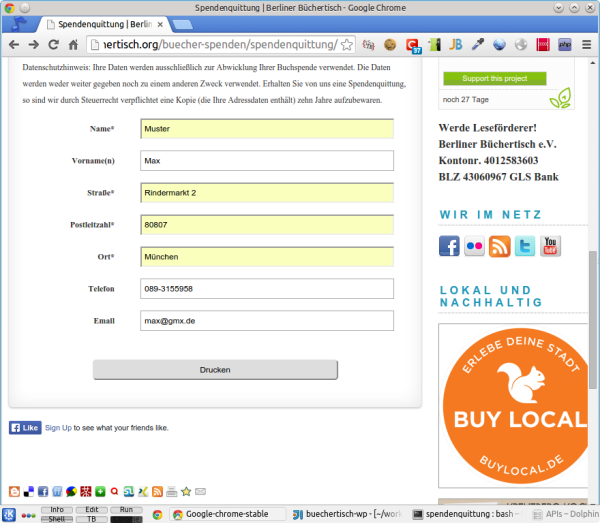 Spendenquittung | Berliner Büchertisch - Google Chrome
Spendenquittung | Berlin
hertisch.org/buecher-spenden/spendenquittung/
Datenschutzhinweis: Ihre Daten werden ausschließlich zur Abwicklung Ihrer Buchspende verwendet. Die Daten
werden weder weiter gegeben noch zu einem anderen Zweck verwendet. Erhalten Sie von uns eine Spendenquittung,
so sind wir durch Steuerrecht verpflichtet eine Kopie (die Ihre Adressdaten enthält) zehn Jahre aufzubewaren.
Name* Muster
Vorname(n) Max
Straße* Rindermarkt 2
Postleitzahl* 80807
Ort* München
Telefon 089-3155958
Email max@gmx.de
Drucken
Like Sign Up to see what your friends like.
Support this project
noch 27 Tage
Werde Leseförderer!
Berliner Büchertisch e.V.
Kontonr. 4012583603
BLZ 43060967 GLS Bank
WIR IM NETZ
You Tube
LOKAL UND
NACHHALTIG
ERLEBE DEINE STADT
BUY LOCAL
BUYLOCAL.DE
Info Edit Run
Shell TB
Google-chrome-stable
buechertisch-wp - [~/work
spendenquittung : bash –
APIs – Dolphin